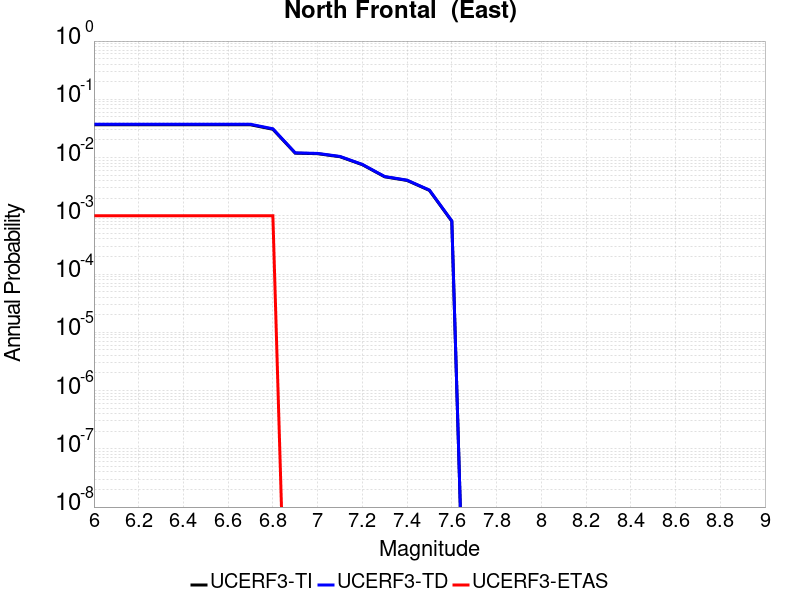 North Frontal  (East)
10^0
10^-1
10^-2
10^-3
10^-4
10^-5
10^-6
10^-7
10^-8
Annual Probability
6 6.2 6.4 6.6 6.8 7 7.2 7.4 7.6 7.8 8 8.2 8.4 8.6 8.8 9
Magnitude
UCERF3-TI UCERF3-TD UCERF3-ETAS